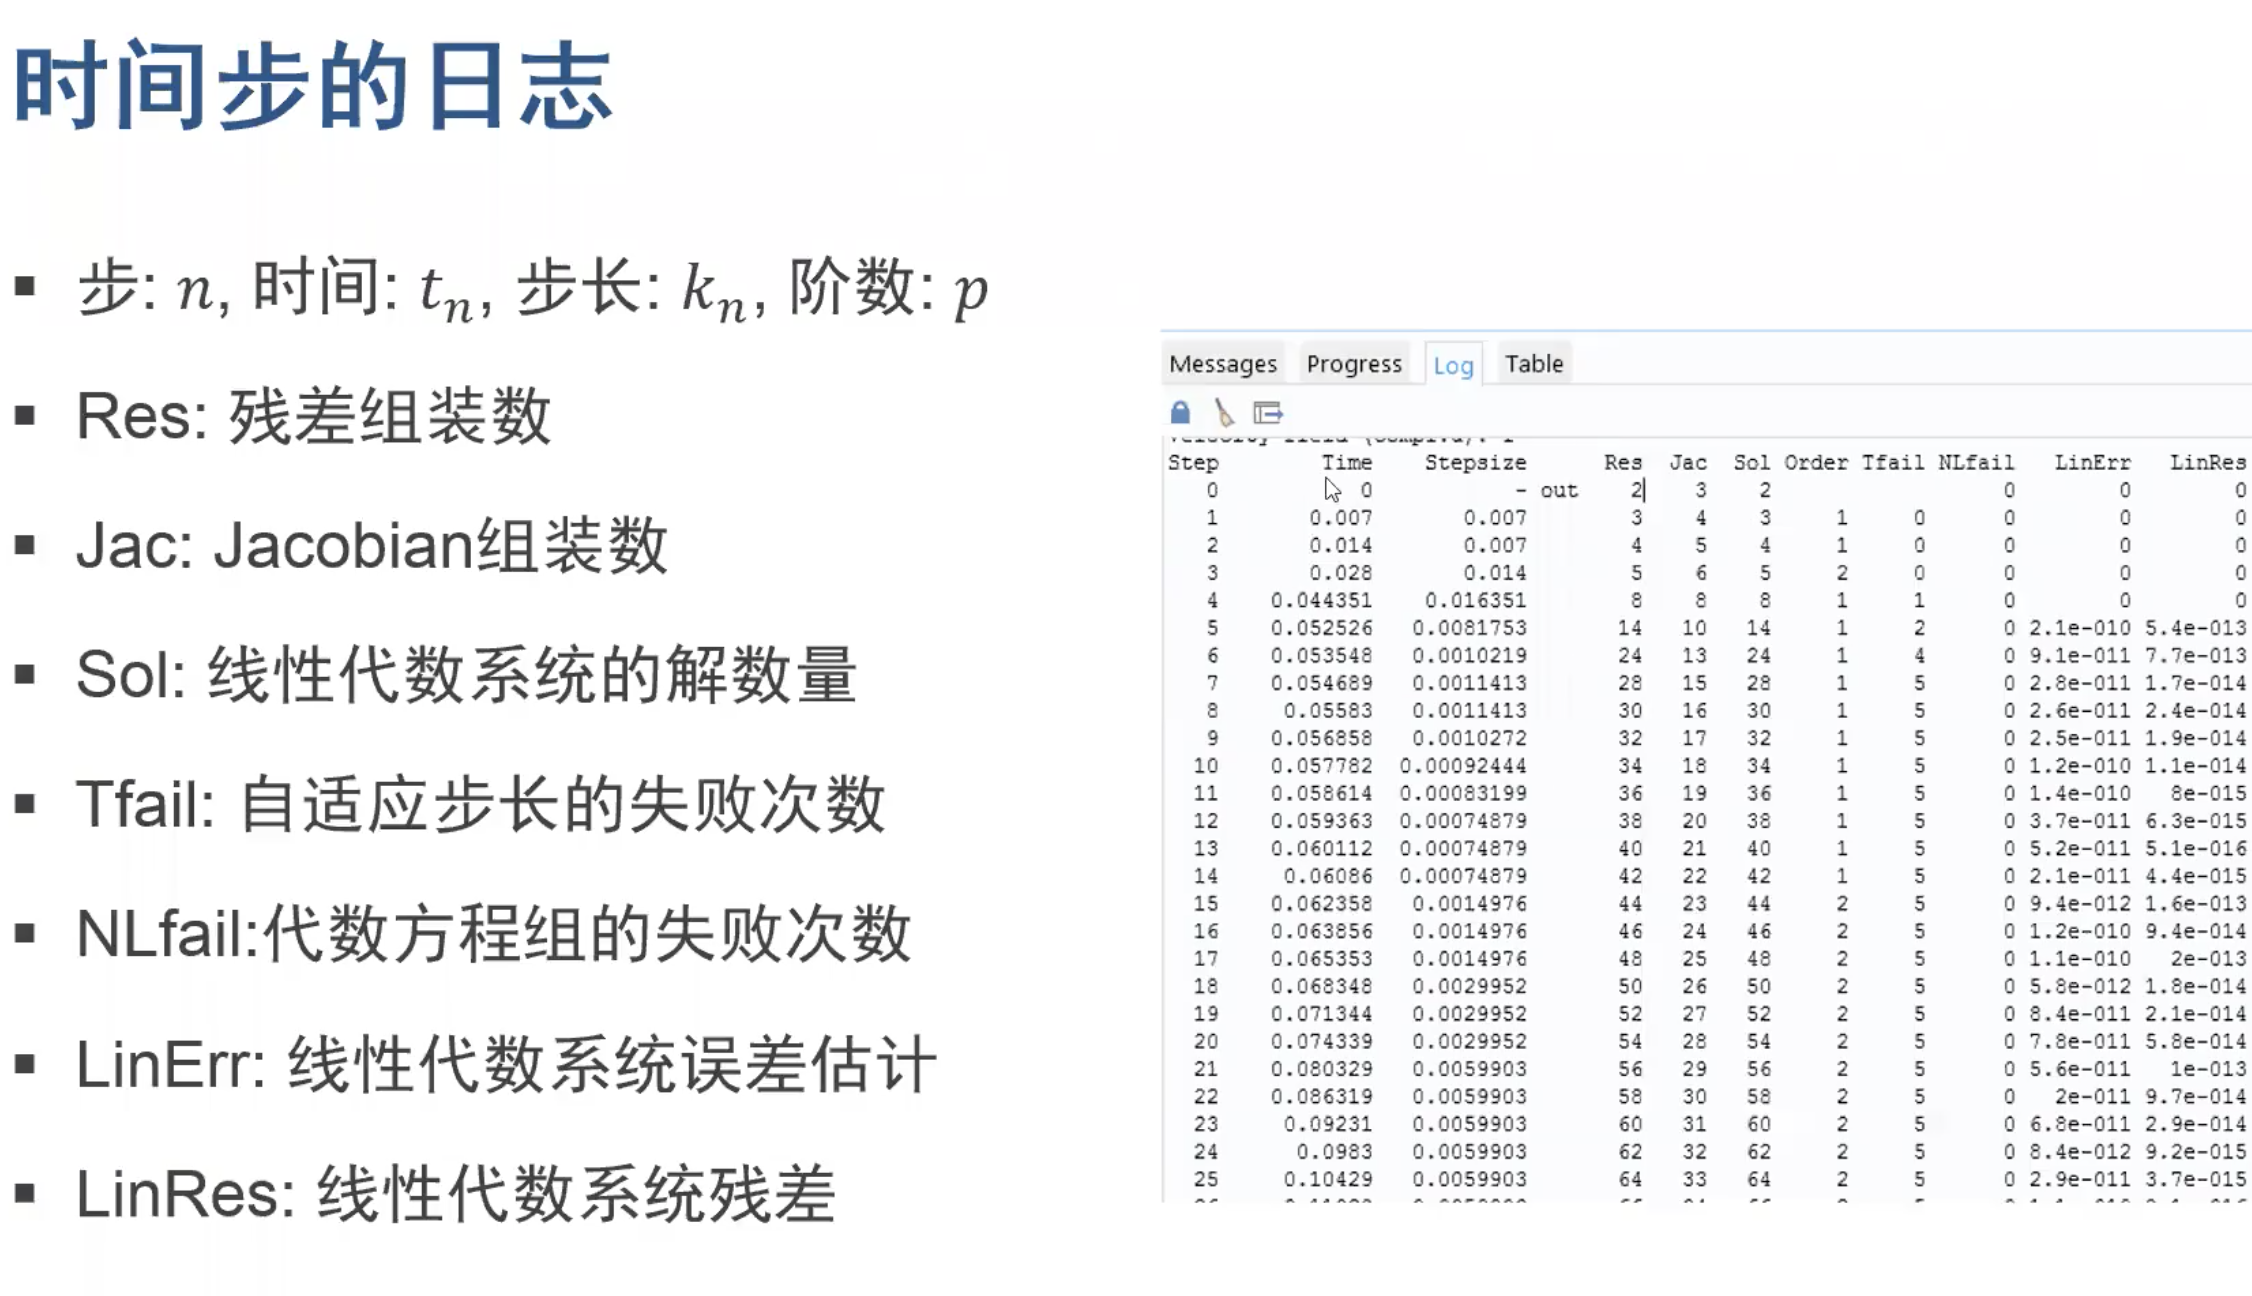 时间步的日志
▪ 步: n, 时间: tₙ, 步长: kₙ, 阶数: p
▪ Res: 残差组装数
▪ Jac: Jacobian组装数
▪ Sol: 线性代数系统的解数量
▪ Tfail: 自适应步长的失败次数
▪ NLfail:代数方程组的失败次数
▪ LinErr: 线性代数系统误差估计
▪ LinRes: 线性代数系统残差
Messages Progress Log Table
Step Time Stepsize Res Jac Sol Order Tfail NLfail LinErr LinRes
0 0 - out 2 3 2 0 0 0
1 0.007 0.007 3 4 3 1 0 0 0 0
2 0.014 0.007 4 5 4 1 0 0 0 0
3 0.028 0.014 5 6 5 2 0 0 0 0
4 0.044351 0.016351 8 8 8 1 1 0 0 0
5 0.052526 0.0081753 14 10 14 1 2 0 2.1e-010 5.4e-013
6 0.053548 0.0010219 24 13 24 1 4 0 9.1e-011 7.7e-013
7 0.054689 0.0011413 28 15 28 1 5 0 2.8e-011 1.7e-014
8 0.05583 0.0011413 30 16 30 1 5 0 2.6e-011 2.4e-014
9 0.056858 0.0010272 32 17 32 1 5 0 2.5e-011 1.9e-014
10 0.057782 0.00092444 34 18 34 1 5 0 1.2e-010 1.1e-014
11 0.058614 0.00083199 36 19 36 1 5 0 1.4e-010 8e-015
12 0.059363 0.00074879 38 20 38 1 5 0 3.7e-011 6.3e-015
13 0.060112 0.00074879 40 21 40 1 5 0 5.2e-011 5.1e-016
14 0.06086 0.00074879 42 22 42 1 5 0 2.1e-011 4.4e-015
15 0.062358 0.0014976 44 23 44 2 5 0 9.4e-012 1.6e-013
16 0.063856 0.0014976 46 24 46 2 5 0 1.2e-010 9.4e-014
17 0.065353 0.0014976 48 25 48 2 5 0 1.1e-010 2e-013
18 0.068348 0.0029952 50 26 50 2 5 0 5.8e-012 1.8e-014
19 0.071344 0.0029952 52 27 52 2 5 0 8.4e-011 2.1e-014
20 0.074339 0.0029952 54 28 54 2 5 0 7.8e-011 5.8e-014
21 0.080329 0.0059903 56 29 56 2 5 0 5.6e-011 1e-013
22 0.086319 0.0059903 58 30 58 2 5 0 2e-011 9.7e-014
23 0.09231 0.0059903 60 31 60 2 5 0 6.8e-011 2.9e-014
24 0.0983 0.0059903 62 32 62 2 5 0 8.4e-012 9.2e-015
25 0.10429 0.0059903 64 33 64 2 5 0 2.9e-011 3.7e-015